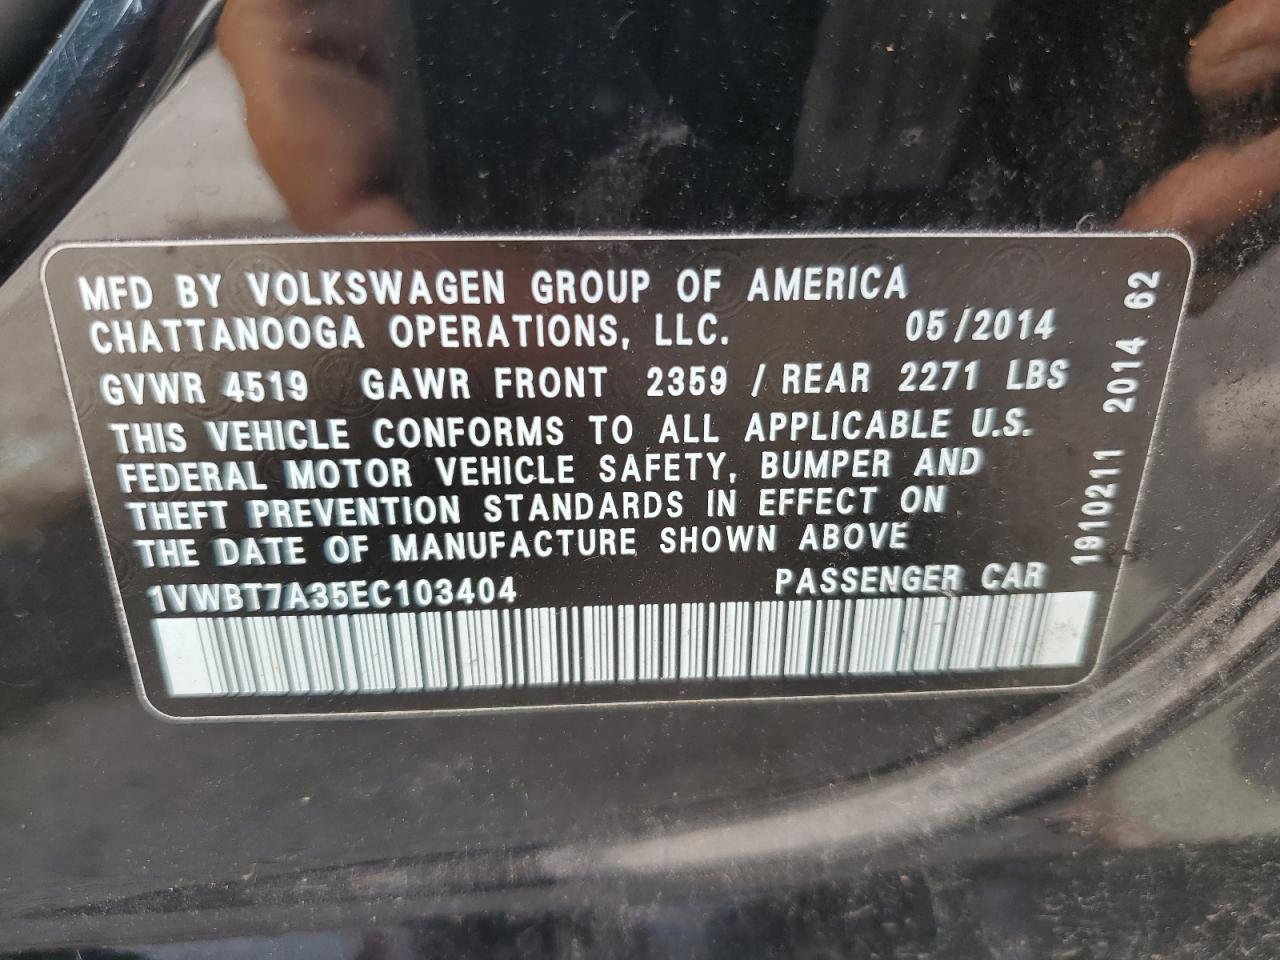 MFD BY VOLKSWAGEN GROUP OF AMERICA
CHATTANOOGA OPERATIONS, LLC. 05/2014
GVWR 4519 GAWR FRONT 2359 / REAR 2271 LBS
THIS VEHICLE CONFORMS TO ALL APPLICABLE U.S.
FEDERAL MOTOR VEHICLE SAFETY, BUMPER AND
THEFT PREVENTION STANDARDS IN EFFECT ON
THE DATE OF MANUFACTURE SHOWN ABOVE
1VWBT7A35EC103404 PASSENGER CAR
1910211 2014 62